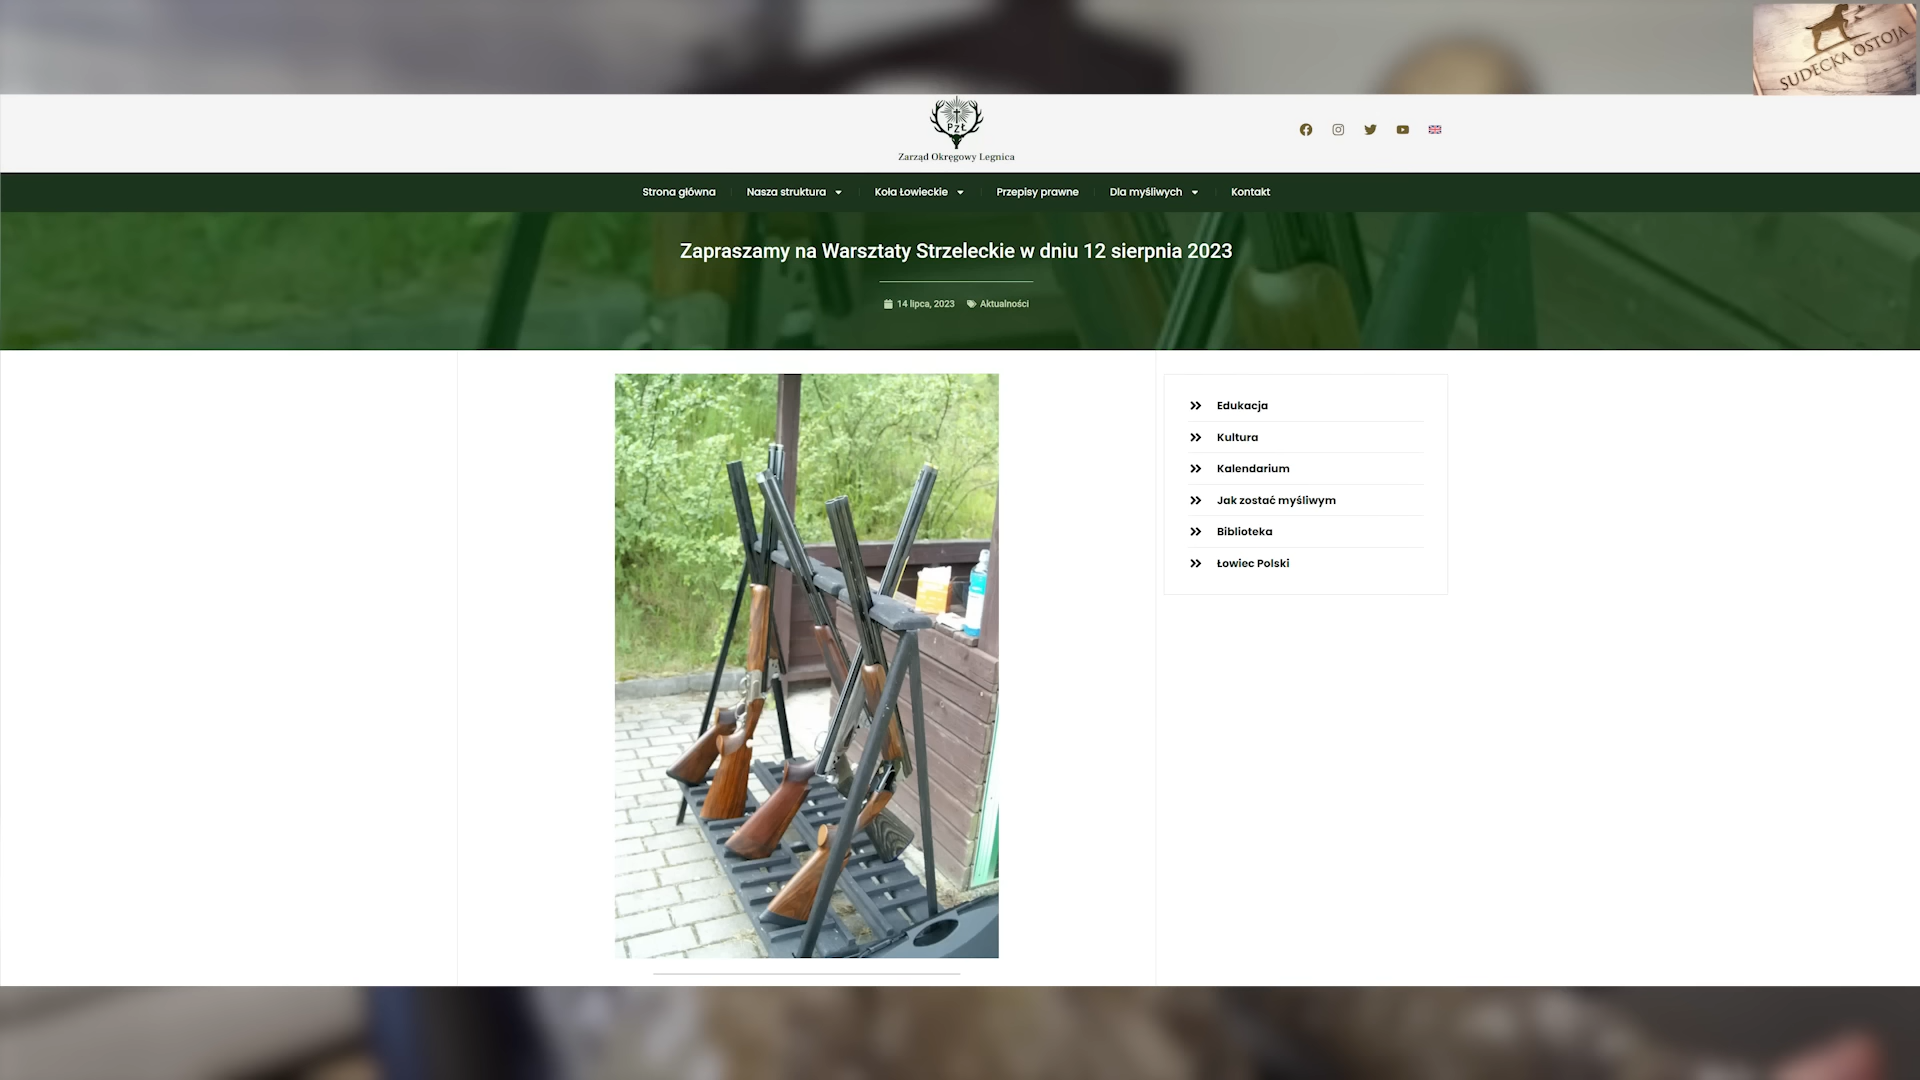 SUDECKA OSTOJA
PZŁ
Zarząd Okręgowy Legnica
Strona główna
Nasza struktura
Koła Łowieckie
Przepisy prawne
Dla myśliwych
Kontakt
Zapraszamy na Warsztaty Strzeleckie w dniu 12 sierpnia 2023
14 lipca, 2023
Aktualności
Edukacja
Kultura
Kalendarium
Jak zostać myśliwym
Biblioteka
Łowiec Polski